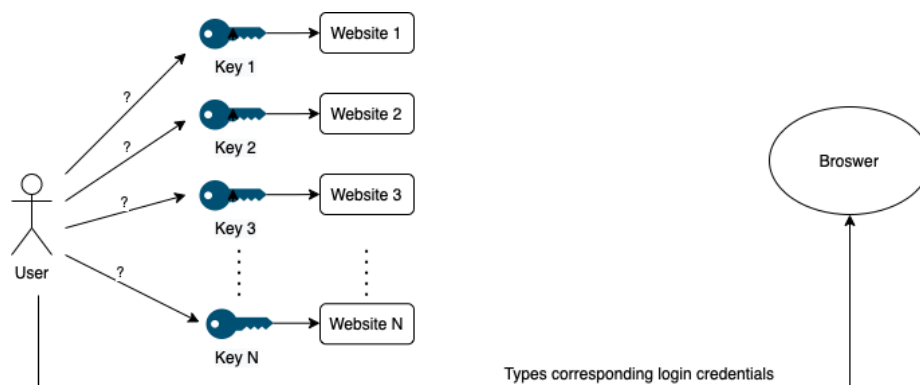 Website 1
Key 1
?
Website 2
?
Key 2
Broswer
?
Website 3
Key 3
User
?
Website N
Key N
Types corresponding login credentials